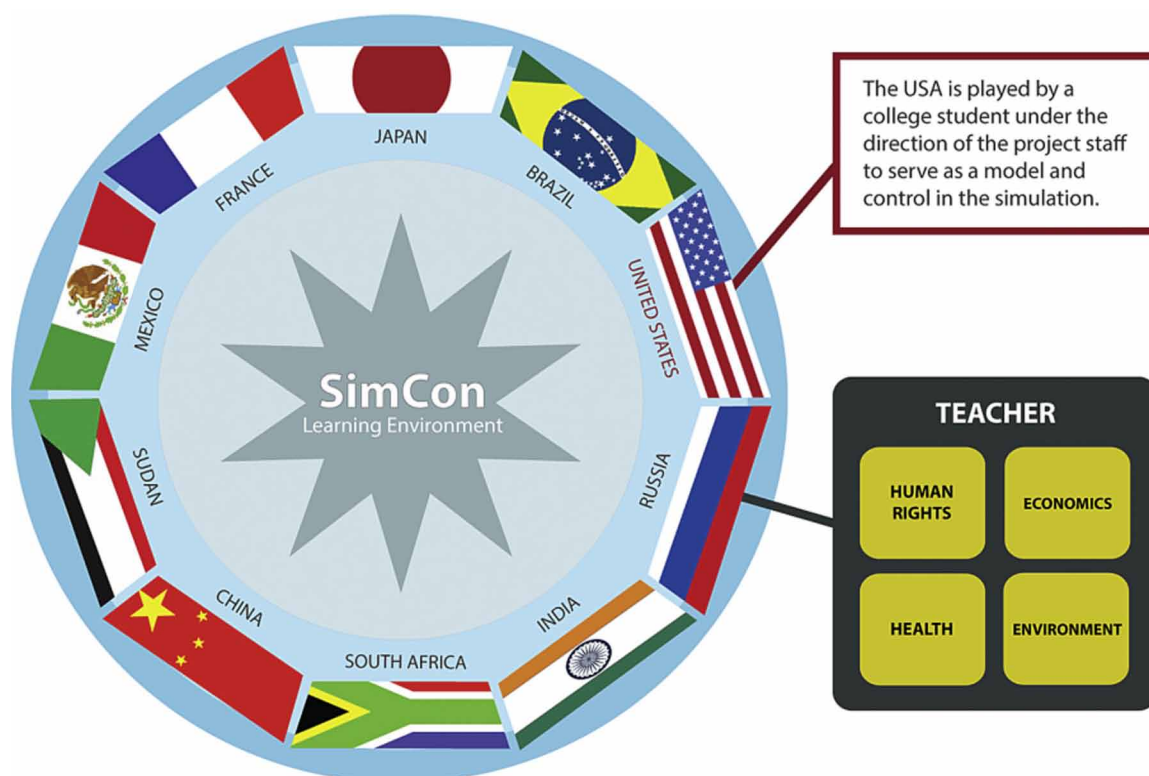 JAPAN
BRAZIL
UNITED STATES
RUSSIA
INDIA
SOUTH AFRICA
CHINA
SUDAN
MEXICO
FRANCE
SimCon
Learning Environment
The USA is played by a
college student under the
direction of the project staff
to serve as a model and
control in the simulation.
TEACHER
HUMAN
RIGHTS
ECONOMICS
HEALTH
ENVIRONMENT